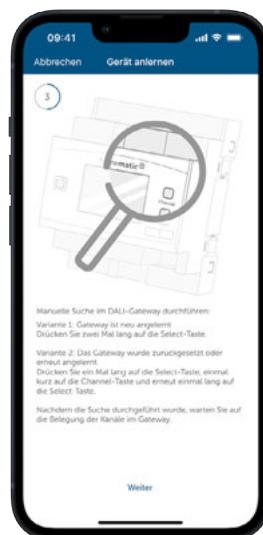 09:41
Abbrechen Gerät anlernen
3
matic
Channel
Manuelle Suche im DALI-Gateway durchführen:
Variante 1: Gateway ist neu angelernt
Drücken Sie zwei Mal lang auf die Select-Taste.
Variante 2: Das Gateway wurde zurückgesetzt oder
erneut angelernt
Drücken Sie ein Mal lang auf die Select-Taste, einmal
kurz auf die Channel-Taste und erneut einmal lang auf
die Select-Taste.
Nachdem die Suche durchgeführt wurde, warten Sie auf
die Belegung der Kanäle im Gateway.
Weiter